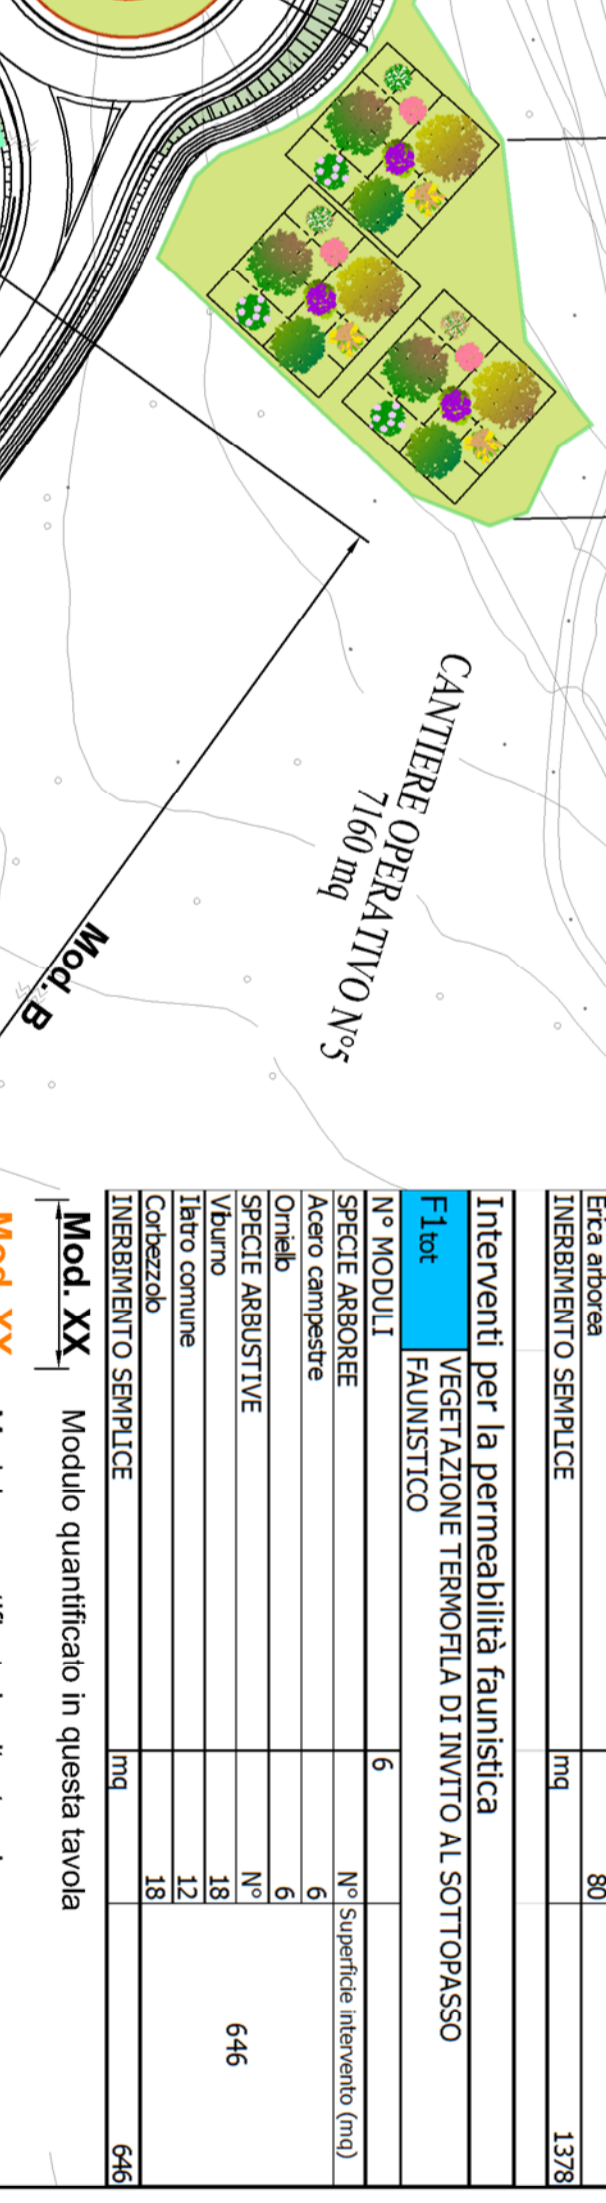 CANTIERE OPERATIVO N°5
7160 mq
Mod. B
Erica arborea 80
INERBIMENTO SEMPLICE mq 1378
Interventi per la permeabilità faunistica
F1tot VEGETAZIONE TERMOFILA DI INVITO AL SOTTOPASSO
FAUNISTICO
N° MODULI 6
SPECIE ARBOREE N° Superficie intervento (mq)
Acero campestre 6
Orniello 6
SPECIE ARBUSTIVE N°
Viburno 18 646
Ilatro comune 12
Corbezzolo 18
INERBIMENTO SEMPLICE mq 646
Mod. XX Modulo quantificato in questa tavola
Mod. XX